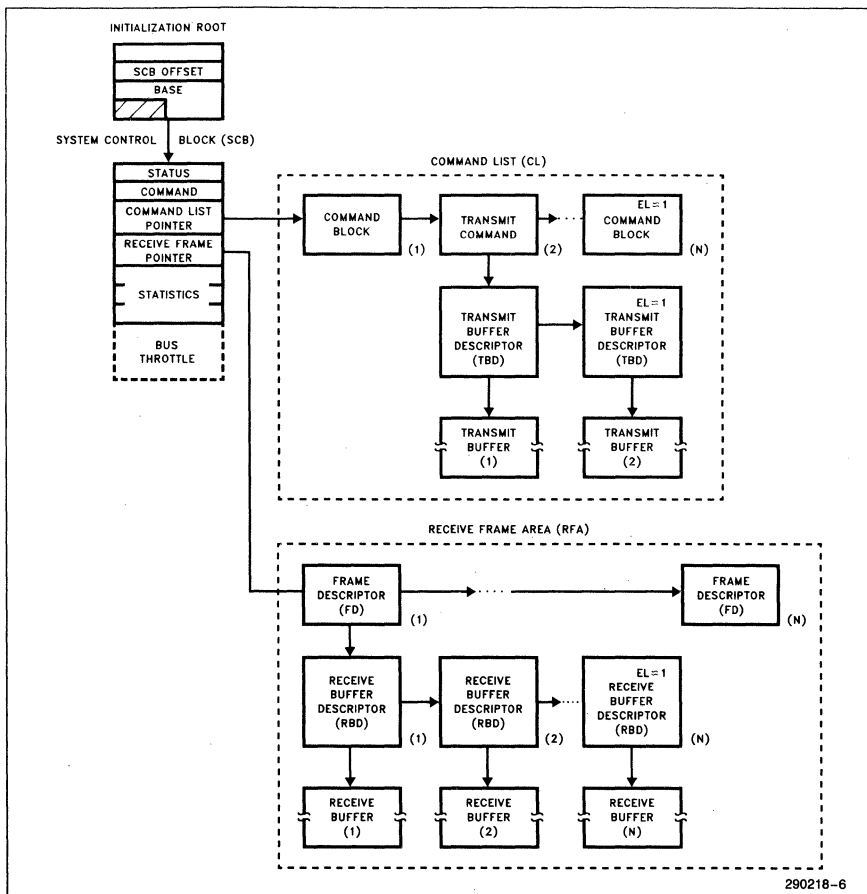 INITIALIZATION ROOT
SCB OFFSET
BASE
SYSTEM CONTROL BLOCK (SCB)
STATUS
COMMAND
COMMAND LIST
POINTER
RECEIVE FRAME
POINTER
STATISTICS
BUS
THROTTLE
COMMAND LIST (CL)
COMMAND
BLOCK
(1)
TRANSMIT
COMMAND
(2)
EL=1
COMMAND
BLOCK
(N)
TRANSMIT
BUFFER
DESCRIPTOR
(TBD)
EL=1
TRANSMIT
BUFFER
DESCRIPTOR
(TBD)
TRANSMIT
BUFFER
(1)
TRANSMIT
BUFFER
(2)
RECEIVE FRAME AREA (RFA)
FRAME
DESCRIPTOR
(FD)
(1)
FRAME
DESCRIPTOR
(FD)
(N)
RECEIVE
BUFFER
DESCRIPTOR
(RBD)
(1)
RECEIVE
BUFFER
DESCRIPTOR
(RBD)
(2)
EL=1
RECEIVE
BUFFER
DESCRIPTOR
(RBD)
(N)
RECEIVE
BUFFER
(1)
RECEIVE
BUFFER
(2)
RECEIVE
BUFFER
(N)
290218-6